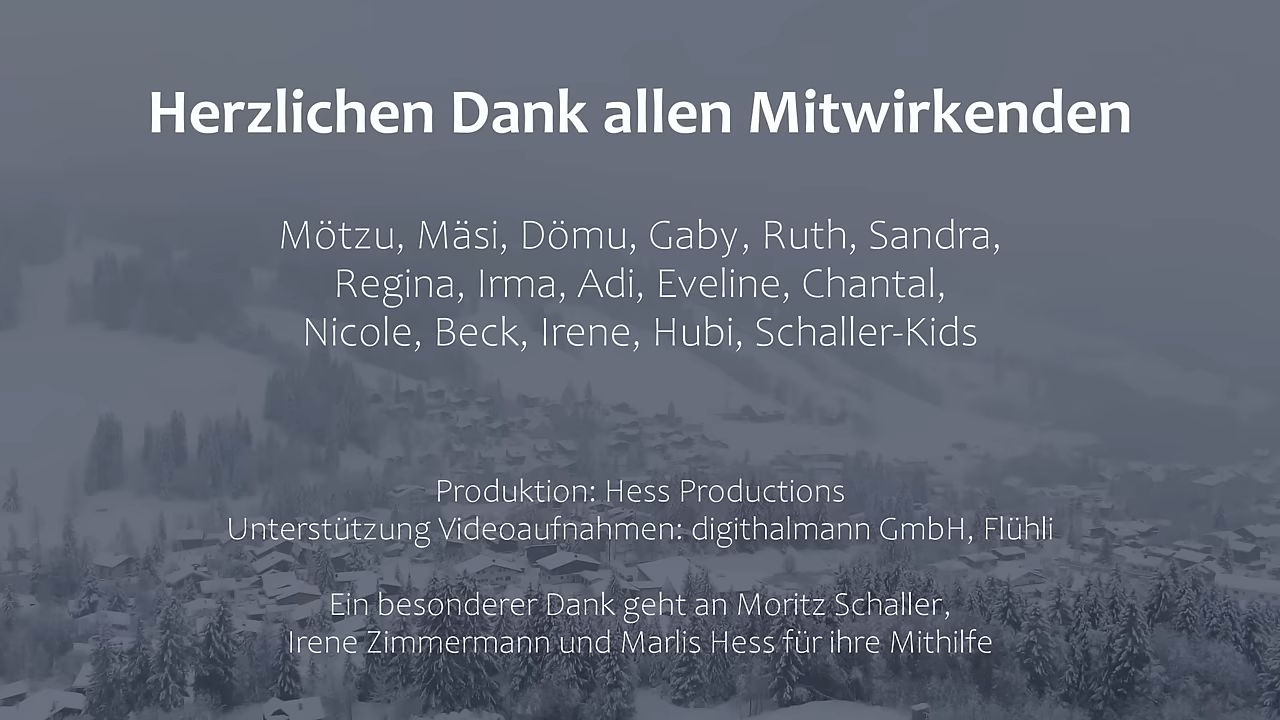 Herzlichen Dank allen Mitwirkenden
Mötzu, Mäsi, Dömu, Gaby, Ruth, Sandra,
Regina, Irma, Adi, Eveline, Chantal,
Nicole, Beck, Irene, Hubi, Schaller-Kids
Produktion: Hess Productions
Unterstützung Videoaufnahmen: digithalmann GmbH, Flühli
Ein besonderer Dank geht an Moritz Schaller,
Irene Zimmermann und Marlis Hess für ihre Mithilfe